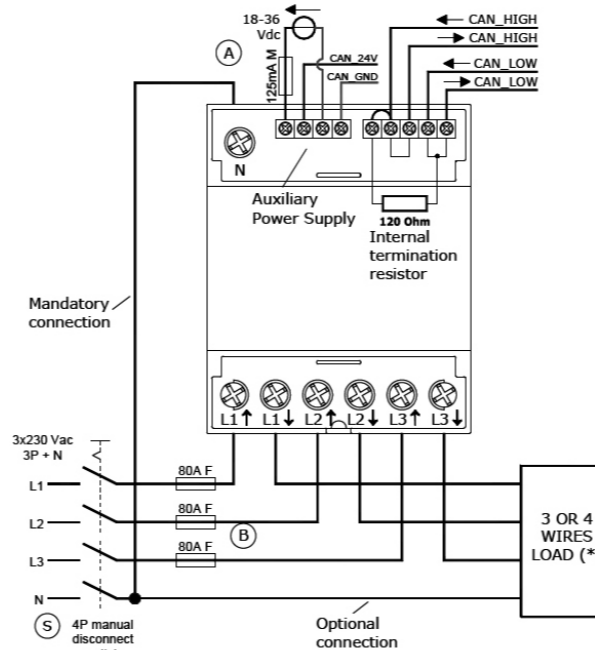 18-36
Vdc
CAN_HIGH
CAN_HIGH
CAN_LOW
CAN_LOW
CAN_24V
CAN_GND
125mA M
A
N
Auxiliary
Power Supply
120 Ohm
Internal
termination
resistor
Mandatory
connection
L1↑ L1↓ L2↑ L2↓ L3↑ L3↓
3x230 Vac
3P + N
80A F
L1
80A F
L2
B
80A F
L3
3 OR 4
WIRES
LOAD (*
N
S
4P manual
disconnect
Optional
connection